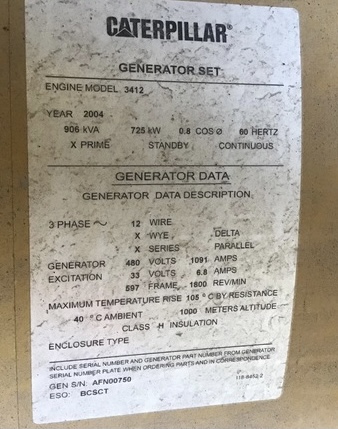 CATERPILLAR®
GENERATOR SET
ENGINE MODEL 3412
YEAR 2004
906 kVA 725 kW 0.8 COS Ø 60 HERTZ
X PRIME STANDBY CONTINUOUS
GENERATOR DATA
GENERATOR DATA DESCRIPTION
3 PHASE ~ 12 WIRE
X WYE DELTA
X SERIES PARALLEL
GENERATOR 480 VOLTS 1091 AMPS
EXCITATION 33 VOLTS 6.8 AMPS
597 FRAME 1800 REV/MIN
MAXIMUM TEMPERATURE RISE 105 °C BY RESISTANCE
40 °C AMBIENT 1000 METERS ALTITUDE
CLASS H INSULATION
ENCLOSURE TYPE
INCLUDE SERIAL NUMBER AND GENERATOR PART NUMBER FROM GENERATOR
SERIAL NUMBER PLATE WHEN ORDERING PARTS AND IN CORRESPONDENCE
GEN S/N: AFN00750
ESO: BCSCT